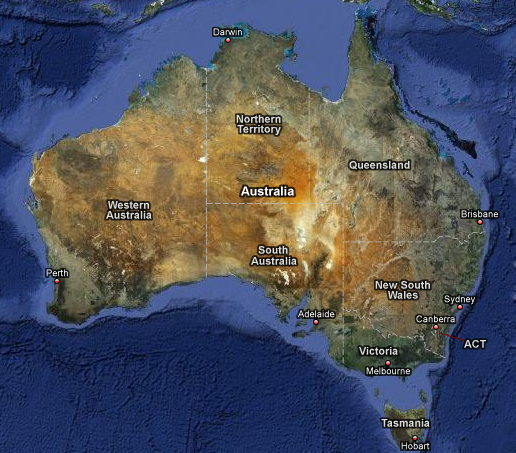 Darwin
Northern
Territory
Queensland
Australia
Western
Australia
Brisbane
South
Australia
Perth
New South
Wales
Sydney
Adelaide
Canberra
ACT
Victoria
Melbourne
Tasmania
Hobart